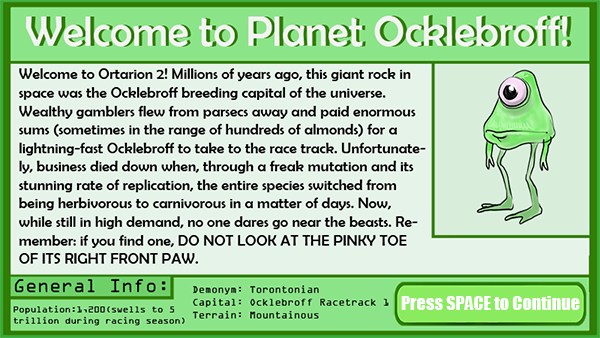 Welcome to Planet Ocklebroff!
Welcome to Ortarion 2! Millions of years ago, this giant rock in
space was the Ocklebroff breeding capital of the universe.
Wealthy gamblers flew from parsecs away and paid enormous
sums (sometimes in the range of hundreds of almonds) for a
lightning-fast Ocklebroff to take to the race track. Unfortunate-
ly, business died down when, through a freak mutation and its
stunning rate of replication, the entire species switched from
being herbivorous to carnivorous in a matter of days. Now,
while still in high demand, no one dares go near the beasts. Re-
member: if you find one, DO NOT LOOK AT THE PINKY TOE
OF ITS RIGHT FRONT PAW.
General Info:
Population:1,200(swells to 5
trillion during racing season)
Demonym: Torontonian
Capital: Ocklebroff Racetrack 1
Terrain: Mountainous
Press SPACE to Continue